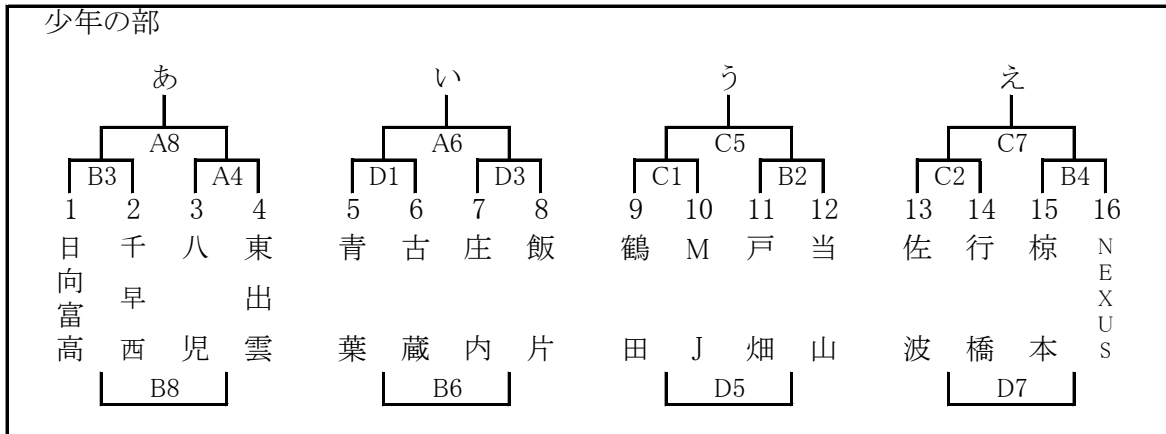 少年の部
あ い う え
A8 A6 C5 C7
B3 A4 D1 D3 C1 B2 C2 B4
1 2 3 4 5 6 7 8 9 10 11 12 13 14 15 16
日向富高
千早西
八児
東出雲
青葉
古蔵
庄内
飯片
鶴田
MJ
戸畑
当山
佐波
行橋
椋本
NEXUS
B8 B6 D5 D7